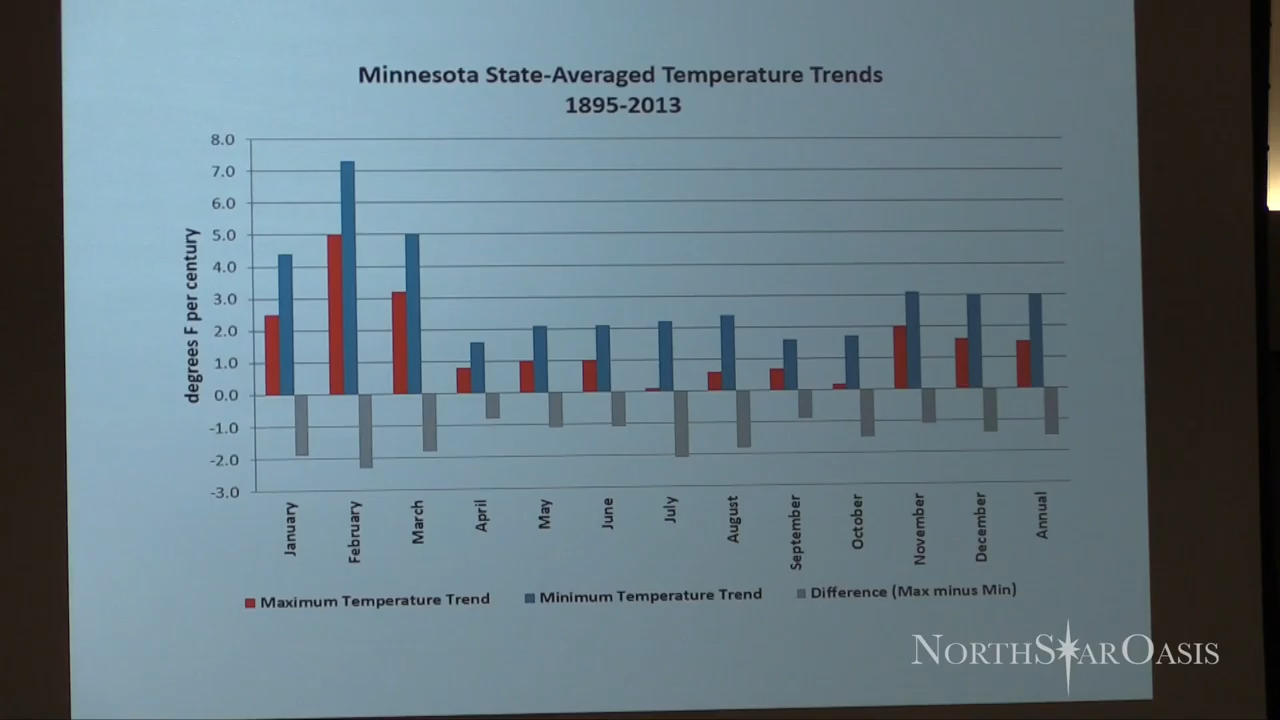 Minnesota State-Averaged Temperature Trends
1895-2013
degrees F per century
8.0
7.0
6.0
5.0
4.0
3.0
2.0
1.0
0.0
-1.0
-2.0
-3.0
January
February
March
April
May
June
July
August
September
October
November
December
Annual
Maximum Temperature Trend
Minimum Temperature Trend
Difference (Max minus Min)
NORTHSTAROASIS